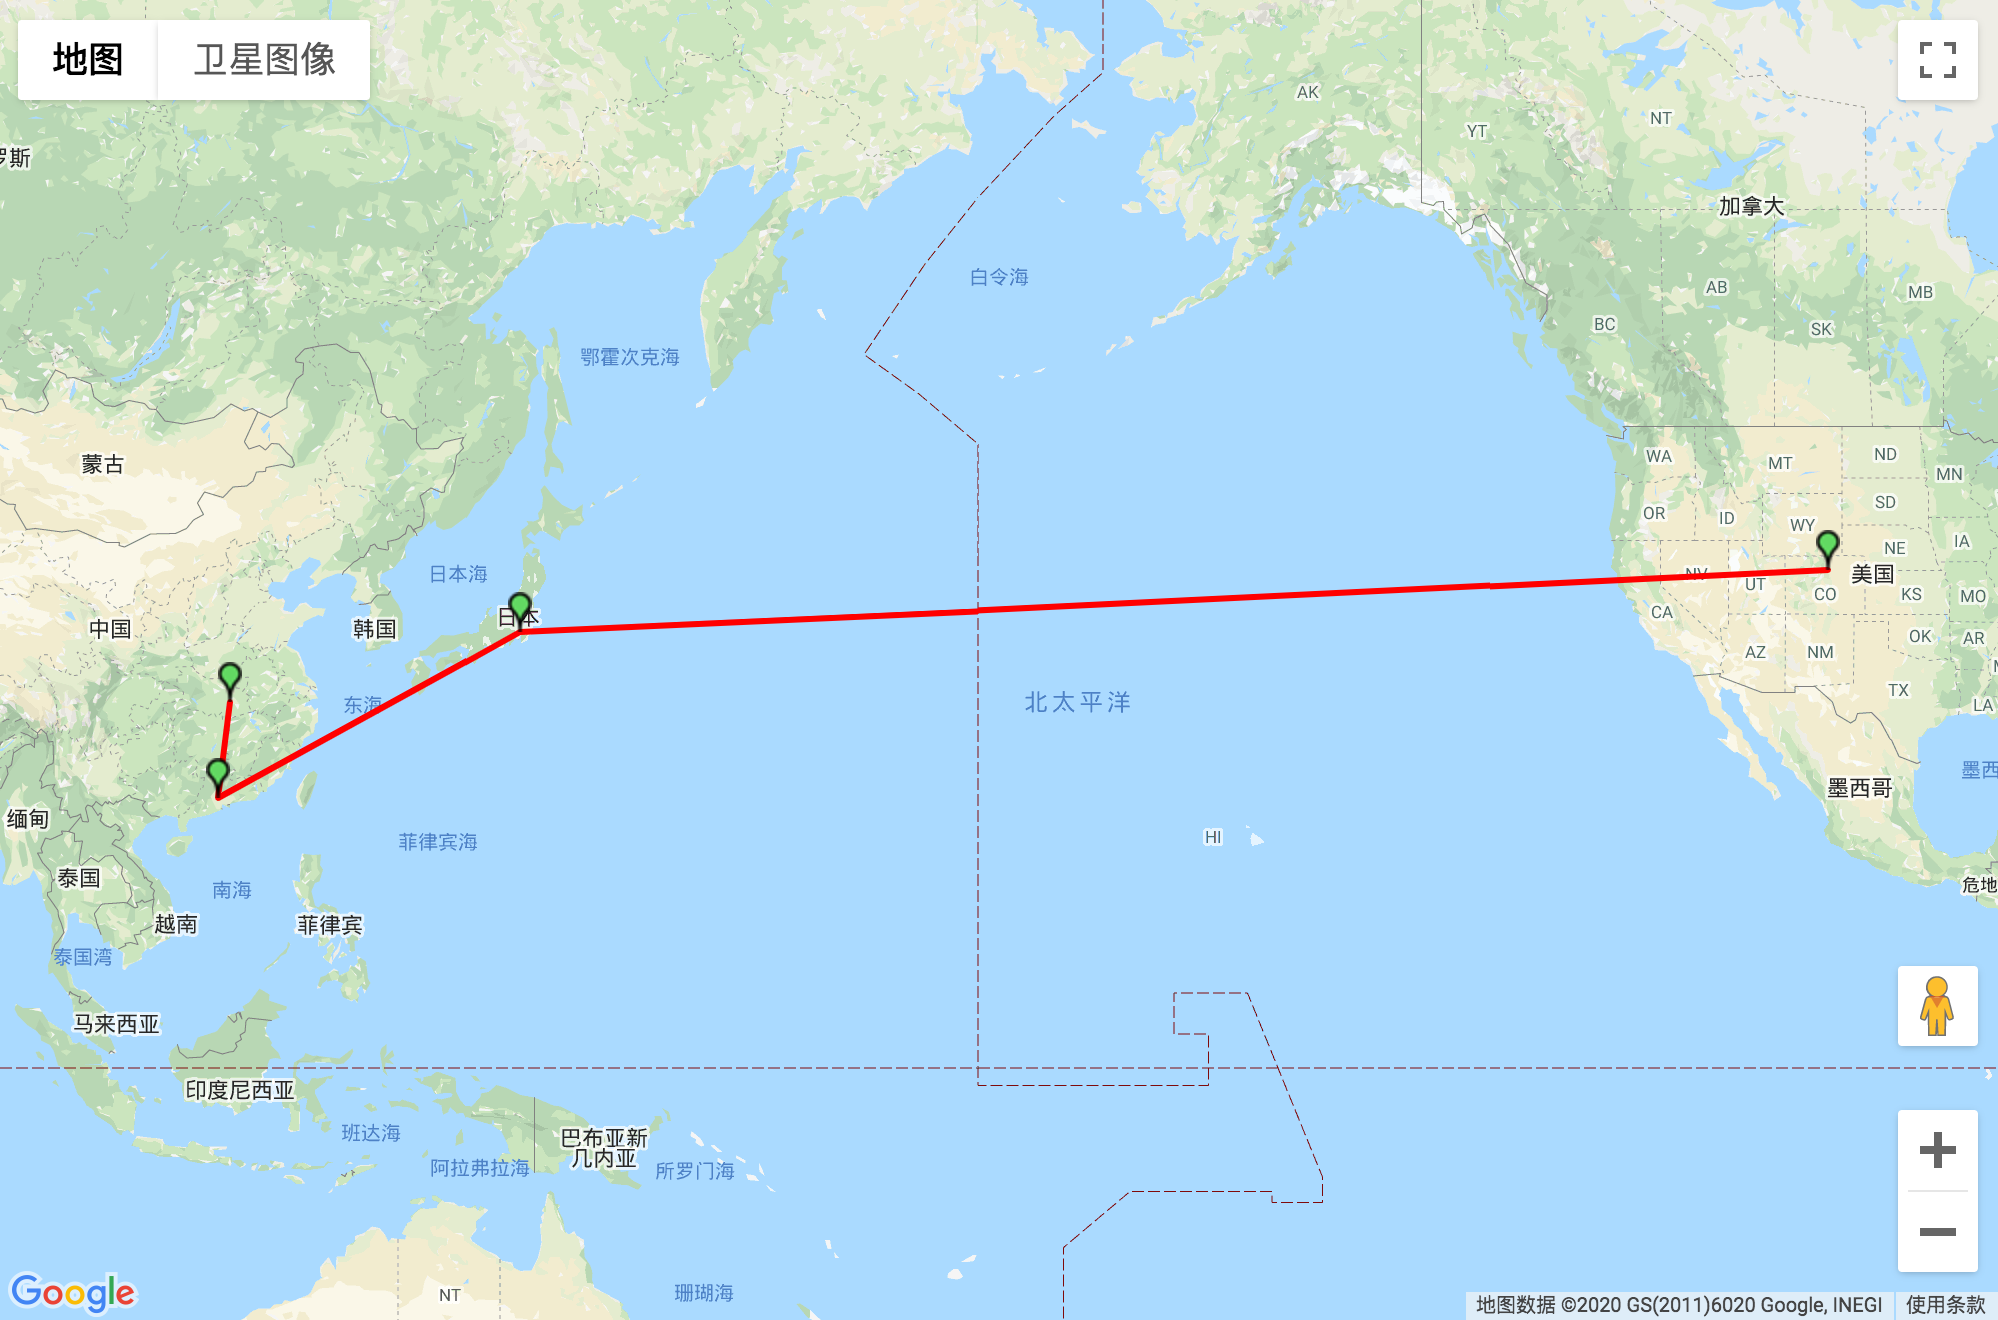 地图
卫星图像
AK
YT
NT
罗斯
加拿大
白令海
AB
MB
BC
SK
鄂霍次克海
蒙古
WA
MT
ND
MN
SD
OR
ID
WY
IA
NE
日本海
美国
NV
UT
CO
KS
MO
日本
中国
韩国
CA
OK
AR
AZ
NM
TX
LA
东海
北太平洋
墨西
墨西哥
缅甸
HI
菲律宾海
泰国
南海
危地
越南
菲律宾
泰国湾
马来西亚
印度尼西亚
班达海
巴布亚新
几内亚
阿拉弗拉海
所罗门海
珊瑚海
NT
Google
地图数据 ©2020 GS(2011)6020 Google, INEGI
使用条款